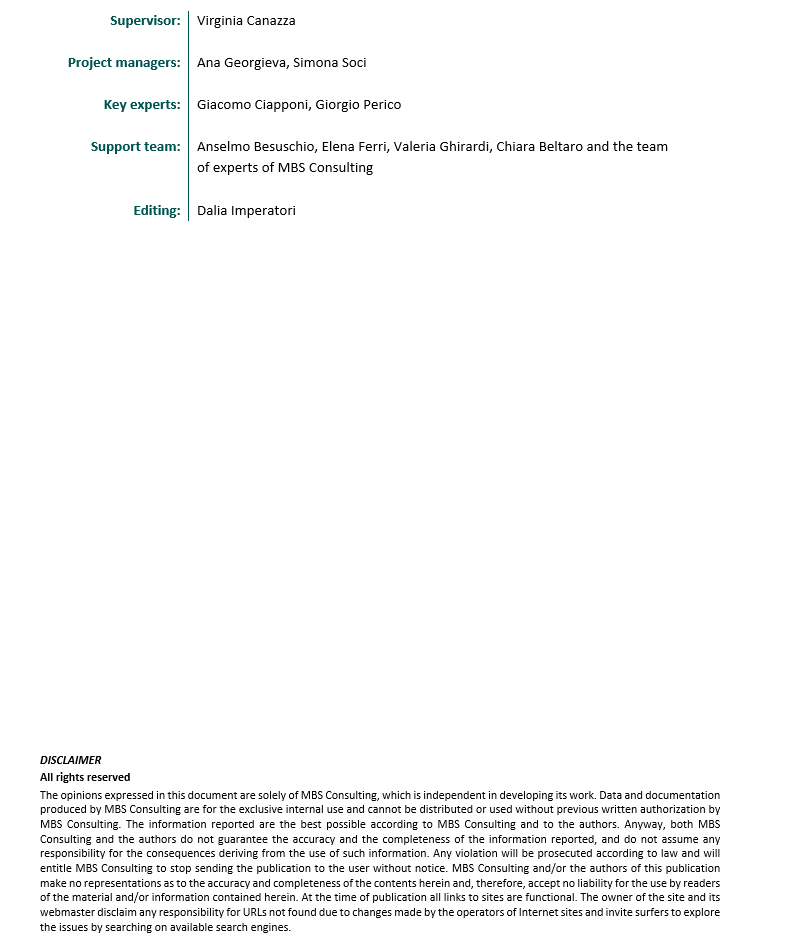 Supervisor: Virginia Canazza
Project managers: Ana Georgieva, Simona Soci
Key experts: Giacomo Ciapponi, Giorgio Perico
Support team: Anselmo Besuschio, Elena Ferri, Valeria Ghirardi, Chiara Beltaro and the team
of experts of MBS Consulting
Editing: Dalia Imperatori
DISCLAIMER
All rights reserved
The opinions expressed in this document are solely of MBS Consulting, which is independent in developing its work. Data and documentation
produced by MBS Consulting are for the exclusive internal use and cannot be distributed or used without previous written authorization by
MBS Consulting. The information reported are the best possible according to MBS Consulting and to the authors. Anyway, both MBS
Consulting and the authors do not guarantee the accuracy and the completeness of the information reported, and do not assume any
responsibility for the consequences deriving from the use of such information. Any violation will be prosecuted according to law and will
entitle MBS Consulting to stop sending the publication to the user without notice. MBS Consulting and/or the authors of this publication
make no representations as to the accuracy and completeness of the contents herein and, therefore, accept no liability for the use by readers
of the material and/or information contained herein. At the time of publication all links to sites are functional. The owner of the site and its
webmaster disclaim any responsibility for URLs not found due to changes made by the operators of Internet sites and invite surfers to explore
the issues by searching on available search engines.